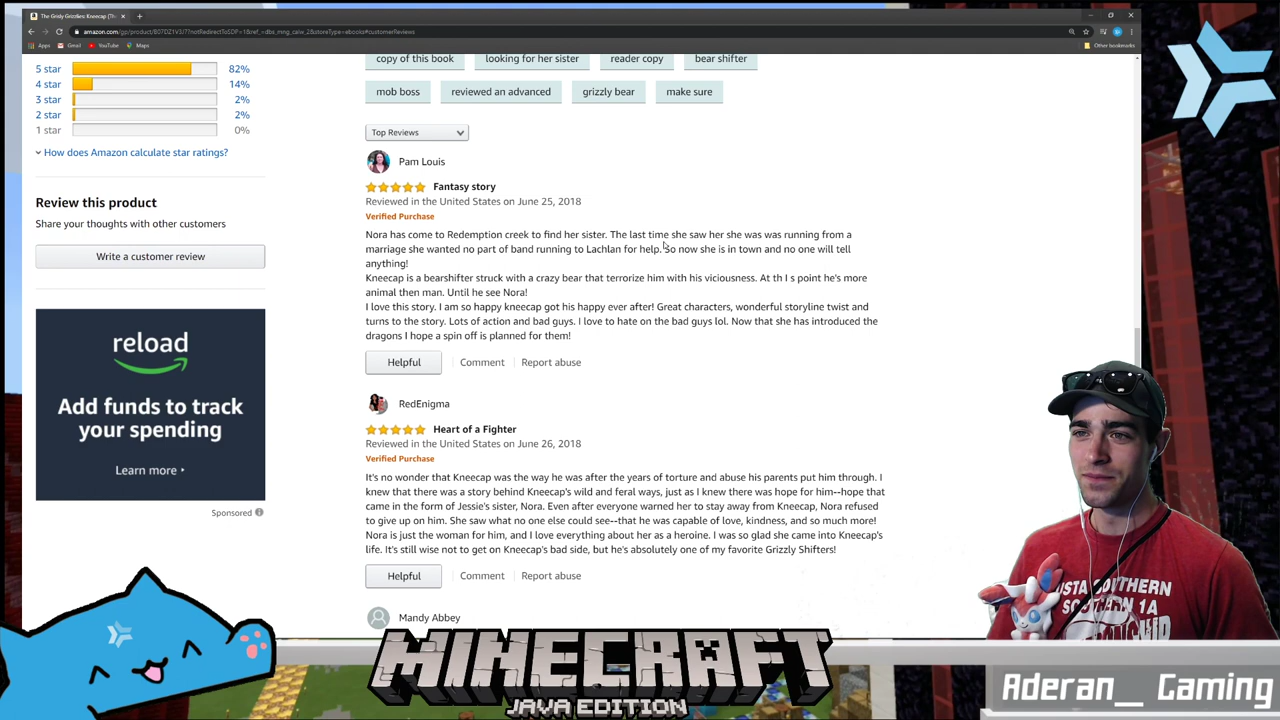 The Grisly Grizzlies: Kneecap (Th
Apps
Gmail
YouTube
Maps
Other bookmarks
5 star 82%
4 star 14%
3 star 2%
2 star 2%
1 star 0%
How does Amazon calculate star ratings?
Review this product
Share your thoughts with other customers
Write a customer review
reload
Add funds to track
your spending
Learn more
Sponsored
copy of this book
looking for her sister
reader copy
bear shifter
mob boss
reviewed an advanced
grizzly bear
make sure
Top Reviews
Pam Louis
Fantasy story
Reviewed in the United States on June 25, 2018
Verified Purchase
Nora has come to Redemption creek to find her sister. The last time she saw her she was was running from a
marriage she wanted no part of band running to Lachlan for help. So now she is in town and no one will tell
anything!
Kneecap is a bearshifter struck with a crazy bear that terrorize him with his viciousness. At th I s point he's more
animal then man. Until he see Nora!
I love this story. I am so happy kneecap got his happy ever after! Great characters, wonderful storyline twist and
turns to the story. Lots of action and bad guys. I love to hate on the bad guys lol. Now that she has introduced the
dragons I hope a spin off is planned for them!
Helpful
Comment
Report abuse
RedEnigma
Heart of a Fighter
Reviewed in the United States on June 26, 2018
Verified Purchase
It's no wonder that Kneecap was the way he was after the years of torture and abuse his parents put him through. I
knew that there was a story behind Kneecap's wild and feral ways, just as I knew there was hope for him--hope that
came in the form of Jessie's sister, Nora. Even after everyone warned her to stay away from Kneecap, Nora refused
to give up on him. She saw what no one else could see--that he was capable of love, kindness, and so much more!
Nora is just the woman for him, and I love everything about her as a heroine. I was so glad she came into Kneecap's
life. It's still wise not to get on Kneecap's bad side, but he's absolutely one of my favorite Grizzly Shifters!
Helpful
Comment
Report abuse
Mandy Abbey
SOUTHERN
1A
MINECRAFT
JAVA EDITION
Aderan__ Gaming